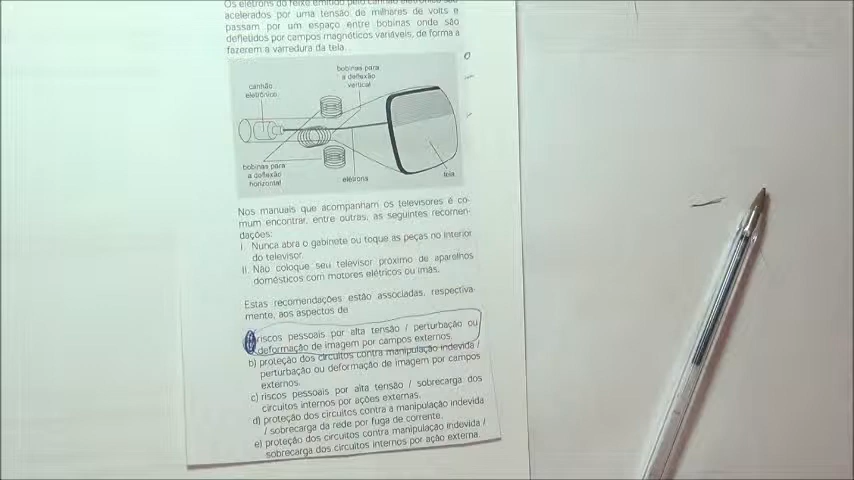 Os elétrons do feixe emitido pelo canhão eletrônico são
acelerados por uma tensão de milhares de volts e
passam por um espaço entre bobinas onde são
defletidos por campos magnéticos variáveis, de forma a
fazerem a varredura da tela.
bobinas para
a deflexão
vertical
canhão
eletrônico
bobinas para
a deflexão
horizontal
elétrons
tela
Nos manuais que acompanham os televisores é co-
mum encontrar, entre outras, as seguintes recomen-
dações:
I. Nunca abra o gabinete ou toque as peças no interior
do televisor.
II. Não coloque seu televisor próximo de aparelhos
domésticos com motores elétricos ou ímãs.
Estas recomendações estão associadas, respectiva-
mente, aos aspectos de
riscos pessoais por alta tensão / perturbação ou
deformação de imagem por campos externos.
b) proteção dos circuitos contra manipulação indevida /
perturbação ou deformação de imagem por campos
externos.
c) riscos pessoais por alta tensão / sobrecarga dos
circuitos internos por ações externas.
d) proteção dos circuitos contra a manipulação indevida
/ sobrecarga da rede por fuga de corrente.
e) proteção dos circuitos contra manipulação indevida /
sobrecarga dos circuitos internos por ação externa.